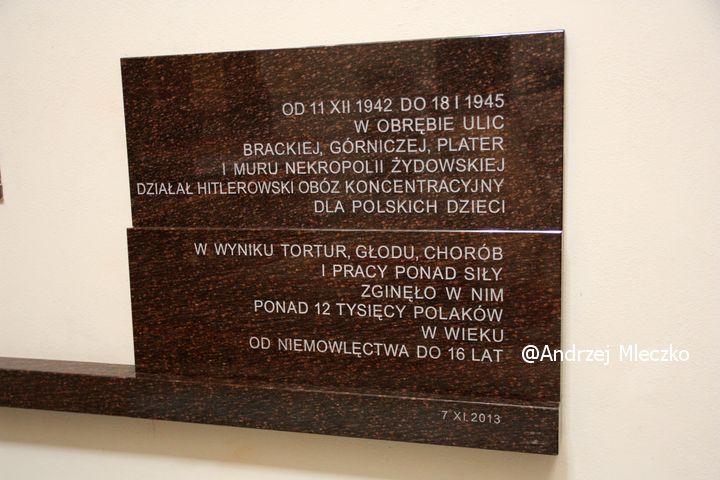 OD 11 XII 1942 DO 18 I 1945
W OBRĘBIE ULIC
BRACKIEJ, GÓRNICZEJ, PLATER
I MURU NEKROPOLII ŻYDOWSKIEJ
DZIAŁAŁ HITLEROWSKI OBÓZ KONCENTRACYJNY
DLA POLSKICH DZIECI
W WYNIKU TORTUR, GŁODU, CHORÓB
I PRACY PONAD SIŁY
ZGINĘŁO W NIM
PONAD 12 TYSIĘCY POLAKÓW
W WIEKU
OD NIEMOWLĘCTWA DO 16 LAT
@Andrzej Mleczko
7 XI.2013